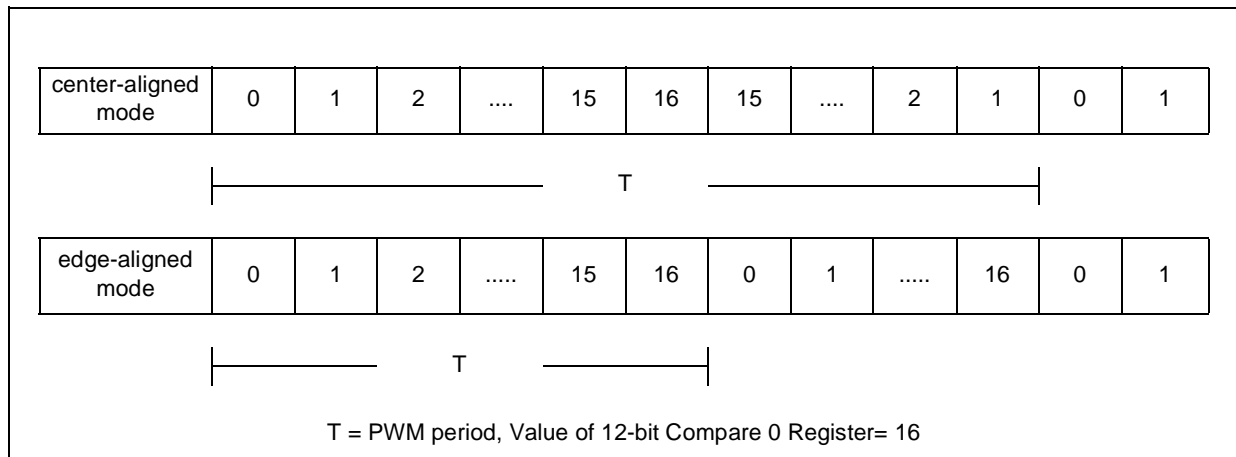 center-aligned mode 0 1 2 .... 15 16 15 .... 2 1 0 1
T
edge-aligned mode 0 1 2 ..... 15 16 0 1 ..... 16 0 1
T
T = PWM period, Value of 12-bit Compare 0 Register= 16